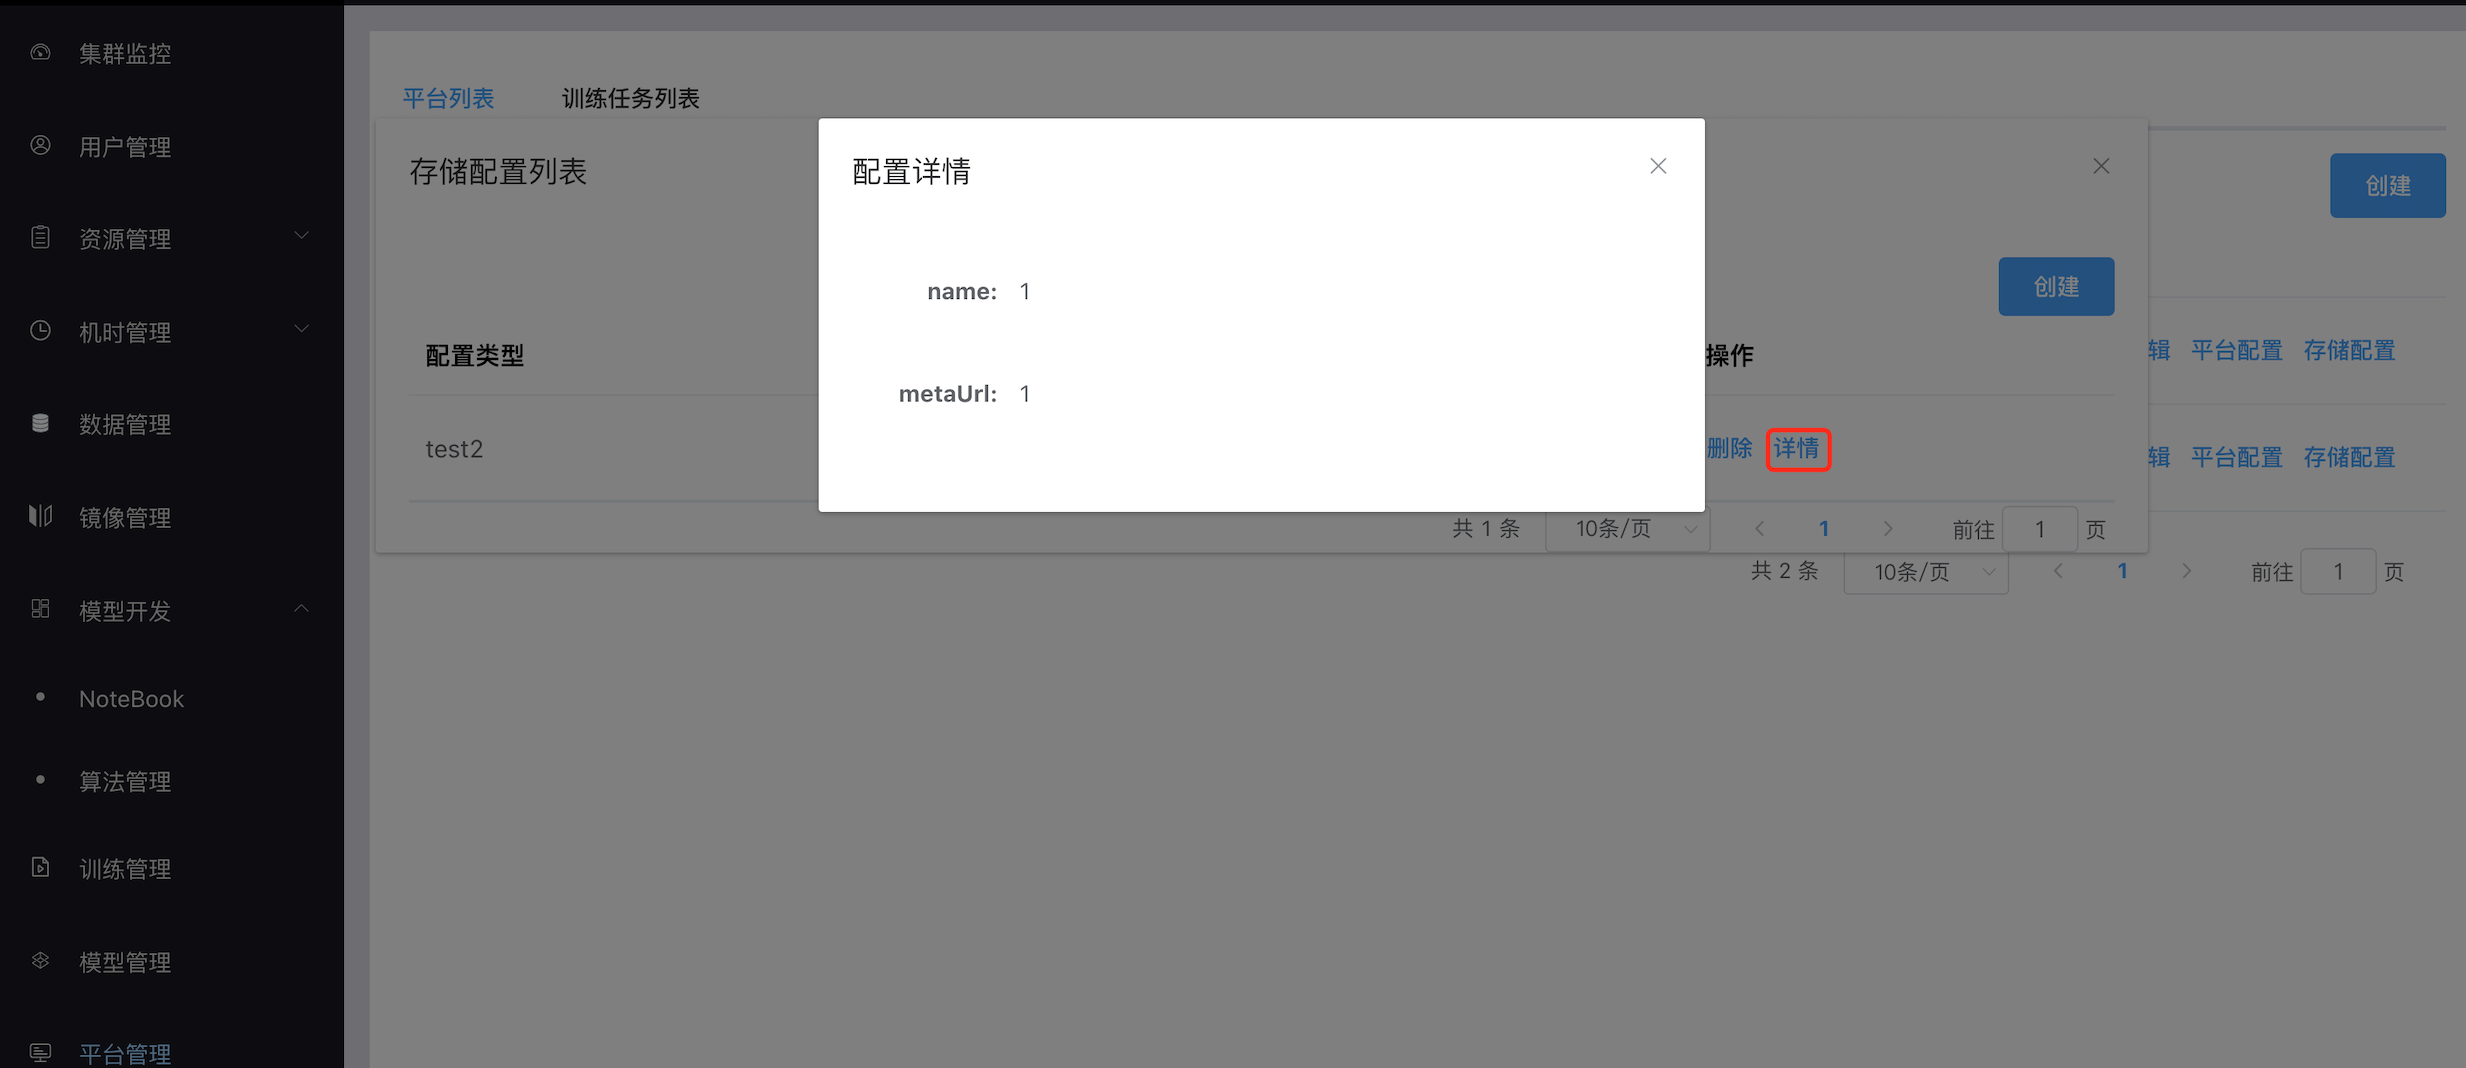 集群监控
用户管理
资源管理
机时管理
数据管理
镜像管理
模型开发
NoteBook
算法管理
训练管理
模型管理
平台管理
平台列表 训练任务列表
创建
辑 平台配置 存储配置
辑 平台配置 存储配置
共 2 条 10条/页 1 前往 1 页
存储配置列表
创建
配置类型 操作
test2 删除 详情
共 1 条 10条/页 1 前往 1 页
配置详情
name: 1
metaUrl: 1